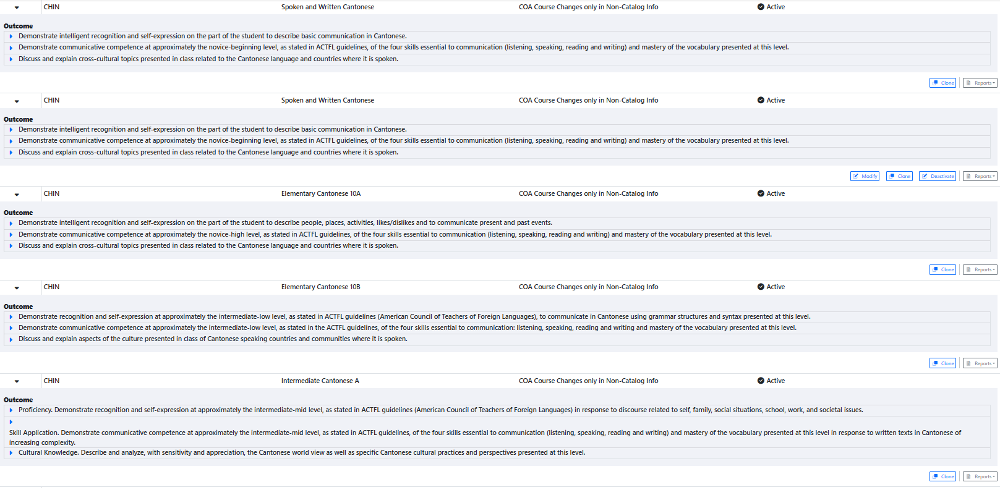 CHIN Spoken and Written Cantonese COA Course Changes only in Non-Catalog Info Active
Outcome
Demonstrate intelligent recognition and self-expression on the part of the student to describe basic communication in Cantonese.
Demonstrate communicative competence at approximately the novice-beginning level, as stated in ACTFL guidelines, of the four skills essential to communication (listening, speaking, reading and writing) and mastery of the vocabulary presented at this level.
Discuss and explain cross-cultural topics presented in class related to the Cantonese language and countries where it is spoken.
Clone Reports
CHIN Spoken and Written Cantonese COA Course Changes only in Non-Catalog Info Active
Outcome
Demonstrate intelligent recognition and self-expression on the part of the student to describe basic communication in Cantonese.
Demonstrate communicative competence at approximately the novice-beginning level, as stated in ACTFL guidelines, of the four skills essential to communication (listening, speaking, reading and writing) and mastery of the vocabulary presented at this level.
Discuss and explain cross-cultural topics presented in class related to the Cantonese language and countries where it is spoken.
Modify Clone Deactivate Reports
CHIN Elementary Cantonese 10A COA Course Changes only in Non-Catalog Info Active
Outcome
Demonstrate intelligent recognition and self-expression on the part of the student to describe people, places, activities, likes/dislikes and to communicate present and past events.
Demonstrate communicative competence at approximately the novice-high level, as stated in ACTFL guidelines, of the four skills essential to communication (listening, speaking, reading and writing) and mastery of the vocabulary presented at this level.
Discuss and explain cross-cultural topics presented in class related to the Cantonese language and countries where it is spoken.
Clone Reports
CHIN Elementary Cantonese 10B COA Course Changes only in Non-Catalog Info Active
Outcome
Demonstrate recognition and self-expression at approximately the intermediate-low level, as stated in ACTFL guidelines (American Council of Teachers of Foreign Languages), to communicate in Cantonese using grammar structures and syntax presented at this level.
Demonstrate communicative competence at approximately the intermediate-low level, as stated in the ACTFL guidelines, of the four skills essential to communication: listening, speaking, reading and writing and mastery of the vocabulary presented at this level.
Discuss and explain aspects of the culture presented in class of Cantonese speaking countries and communities where it is spoken.
Clone Reports
CHIN Intermediate Cantonese A COA Course Changes only in Non-Catalog Info Active
Outcome
Proficiency. Demonstrate recognition and self-expression at approximately the intermediate-mid level, as stated in ACTFL guidelines (American Council of Teachers of Foreign Languages) in response to discourse related to self, family, social situations, school, work, and societal issues.
Skill Application. Demonstrate communicative competence at approximately the intermediate-mid level, as stated in ACTFL guidelines, of the four skills essential to communication (listening, speaking, reading and writing) and mastery of the vocabulary presented at this level in response to written texts in Cantonese of
increasing complexity.
Cultural Knowledge. Describe and analyze, with sensitivity and appreciation, the Cantonese world view as well as specific Cantonese cultural practices and perspectives presented at this level.
Clone Reports